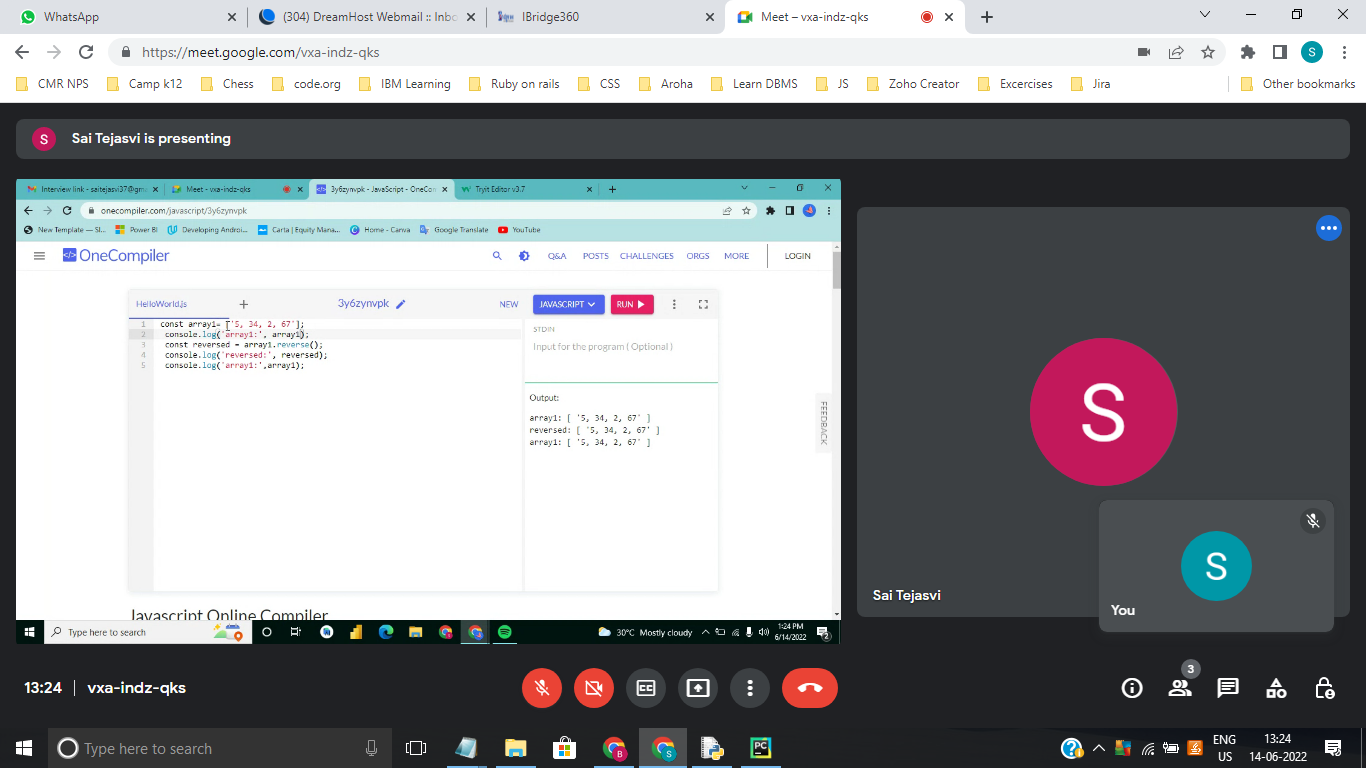 WhatsApp
(304) DreamHost Webmail :: Inbo
IBridge360
Meet – vxa-indz-qks
https://meet.google.com/vxa-indz-qks
S
CMR NPS
Camp k12
Chess
code.org
IBM Learning
Ruby on rails
CSS
Aroha
Learn DBMS
JS
Zoho Creator
Excercises
Jira
Other bookmarks
S
Sai Tejasvi is presenting
Interview link - saitejasvi37@gma
Meet - vxa-indz-qks
3y6zynvpk - JavaScript - OneCom
Tryit Editor v3.7
onecompiler.com/javascript/3y6zynvpk
New Template — Sl...
Power BI
Developing Androi...
Carta | Equity Mana...
Home - Canva
Google Translate
YouTube
OneCompiler
Q&A
POSTS
CHALLENGES
ORGS
MORE
LOGIN
HelloWorld.js
3y6zynvpk
NEW
JAVASCRIPT
RUN
1 const array1= ['5, 34, 2, 67'];
2 console.log('array1:', array1);
3 const reversed = array1.reverse();
4 console.log('reversed:', reversed);
5 console.log('array1:',array1);
STDIN
Input for the program ( Optional )
Output:
array1: [ '5, 34, 2, 67' ]
reversed: [ '5, 34, 2, 67' ]
array1: [ '5, 34, 2, 67' ]
FEEDBACK
Javascript Online Compiler
Type here to search
30°C Mostly cloudy
1:24 PM
6/14/2022
2
S
Sai Tejasvi
S
You
13:24 | vxa-indz-qks
3
Type here to search
B
S
PC
ENG
US
13:24
14-06-2022